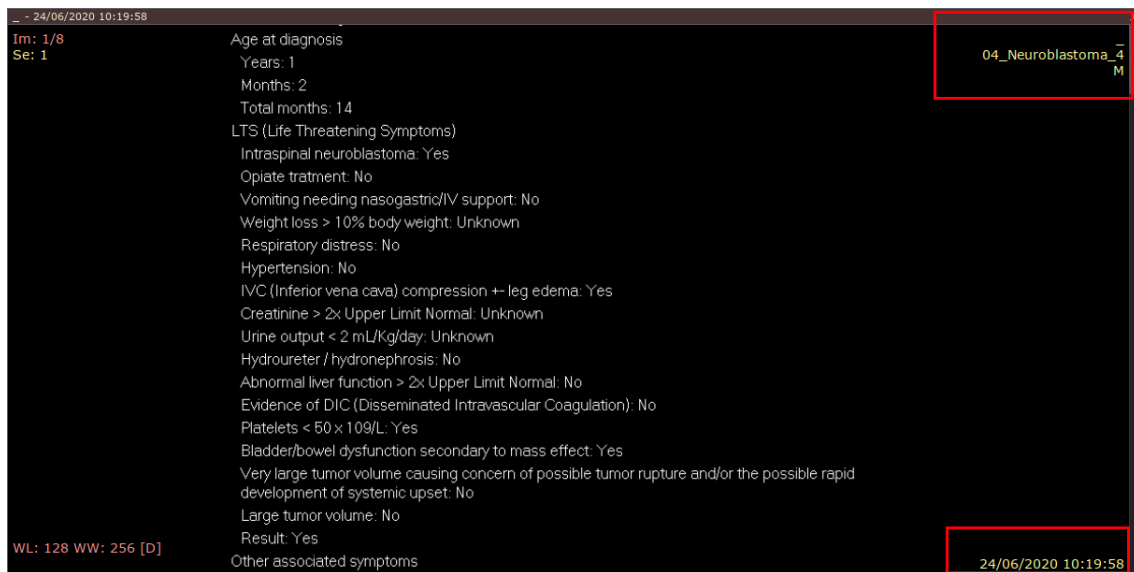 _ - 24/06/2020 10:19:58
Im: 1/8
Se: 1
_
04_Neuroblastoma_4
M
Age at diagnosis
Years: 1
Months: 2
Total months: 14
LTS (Life Threatening Symptoms)
Intraspinal neuroblastoma: Yes
Opiate tratment: No
Vomiting needing nasogastric/IV support: No
Weight loss > 10% body weight: Unknown
Respiratory distress: No
Hypertension: No
IVC (Inferior vena cava) compression +- leg edema: Yes
Creatinine > 2x Upper Limit Normal: Unknown
Urine output < 2 mL/Kg/day: Unknown
Hydroureter / hydronephrosis: No
Abnormal liver function > 2x Upper Limit Normal: No
Evidence of DIC (Disseminated Intravascular Coagulation): No
Platelets < 50 x 109/L: Yes
Bladder/bowel dysfunction secondary to mass effect: Yes
Very large tumor volume causing concern of possible tumor rupture and/or the possible rapid
development of systemic upset: No
Large tumor volume: No
Result: Yes
Other associated symptoms
WL: 128 WW: 256 [D]
24/06/2020 10:19:58